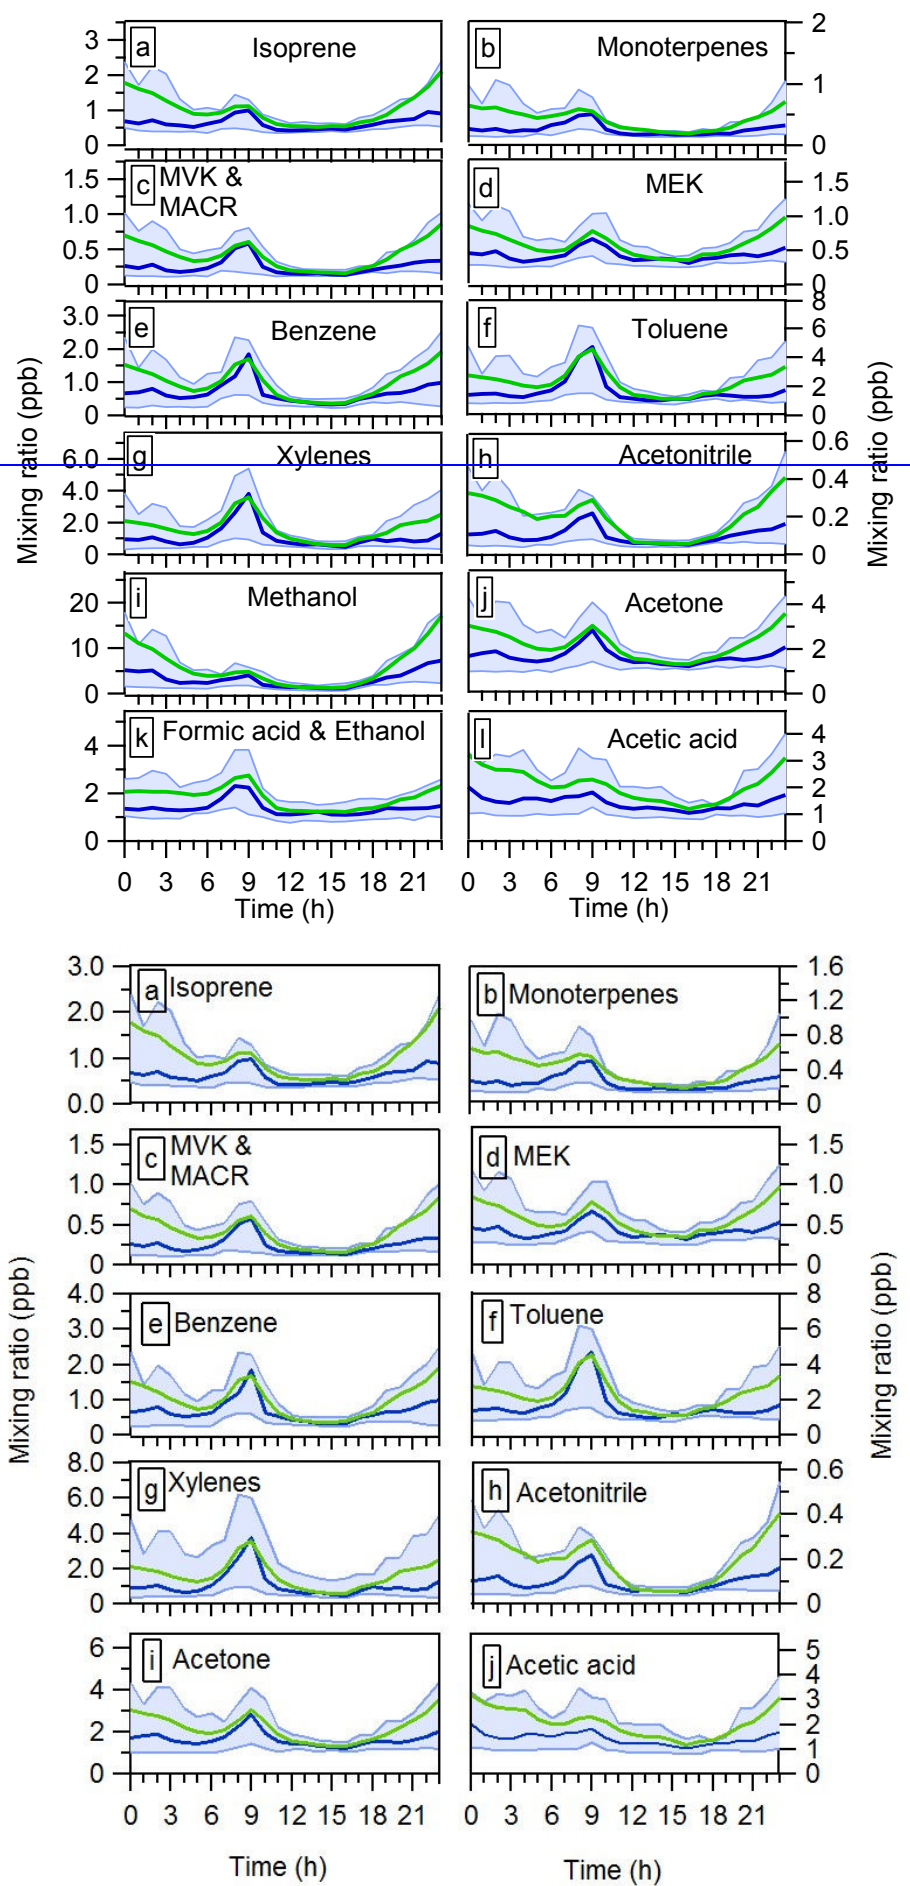 a Isoprene
3
2
1
0
b Monoterpenes
2
1
0
c MVK &
MACR
1.5
1.0
0.5
0
d MEK
1.5
1.0
0.5
0
e Benzene
3.0
2.0
1.0
0
f Toluene
8
6
4
2
0
g Xylenes
6.0
4.0
2.0
0
h Acetonitrile
0.6
0.4
0.2
0
i Methanol
20
10
0
j Acetone
4
2
0
k Formic acid & Ethanol
4
2
0
l Acetic acid
4
3
2
1
0
Mixing ratio (ppb)
Mixing ratio (ppb)
0 3 6 9 12 15 18 21
0 3 6 9 12 15 18 21
Time (h)
Time (h)
a Isoprene
3.0
2.0
1.0
0.0
b Monoterpenes
1.6
1.2
0.8
0.4
0
c MVK &
MACR
1.5
1.0
0.5
0
d MEK
1.5
1.0
0.5
0
e Benzene
4.0
3.0
2.0
1.0
0
f Toluene
8
6
4
2
0
g Xylenes
8.0
6.0
4.0
2.0
0
h Acetonitrile
0.6
0.4
0.2
0
i Acetone
6
4
2
0
j Acetic acid
5
4
3
2
1
0
Mixing ratio (ppb)
Mixing ratio (ppb)
0 3 6 9 12 15 18 21
0 3 6 9 12 15 18 21
Time (h)
Time (h)